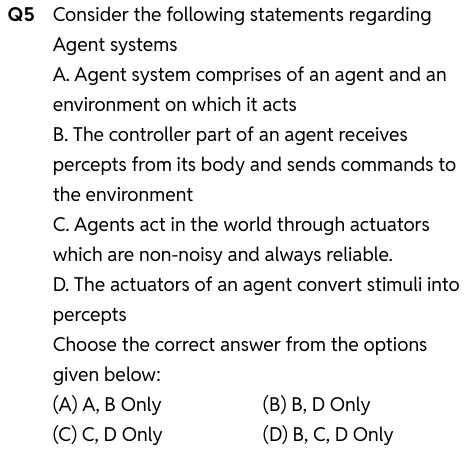 Q5 Consider the following statements regarding
Agent systems
A. Agent system comprises of an agent and an
environment on which it acts
B. The controller part of an agent receives
percepts from its body and sends commands to
the environment
C. Agents act in the world through actuators
which are non-noisy and always reliable.
D. The actuators of an agent convert stimuli into
percepts
Choose the correct answer from the options
given below:
(A) A, B Only (B) B, D Only
(C) C, D Only (D) B, C, D Only